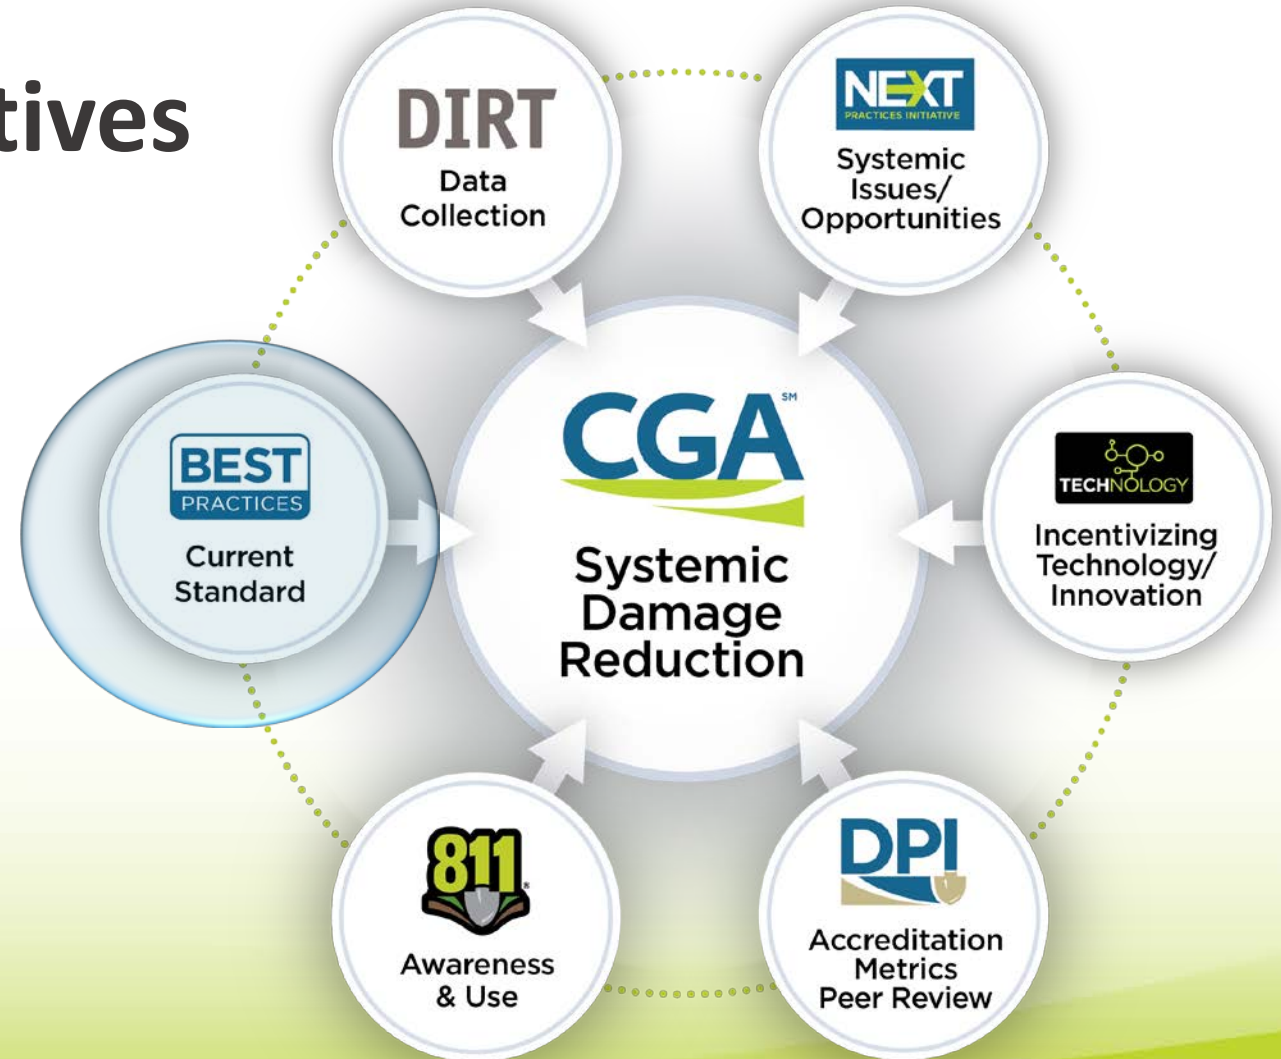 tives
DIRT
Data
Collection
NEXT
PRACTICES INITIATIVE
Systemic
Issues/
Opportunities
BEST
PRACTICES
Current
Standard
CGA SM
Systemic
Damage
Reduction
TECHNOLOGY
Incentivizing
Technology/
Innovation
811®
Awareness
& Use
DPI
Accreditation
Metrics
Peer Review